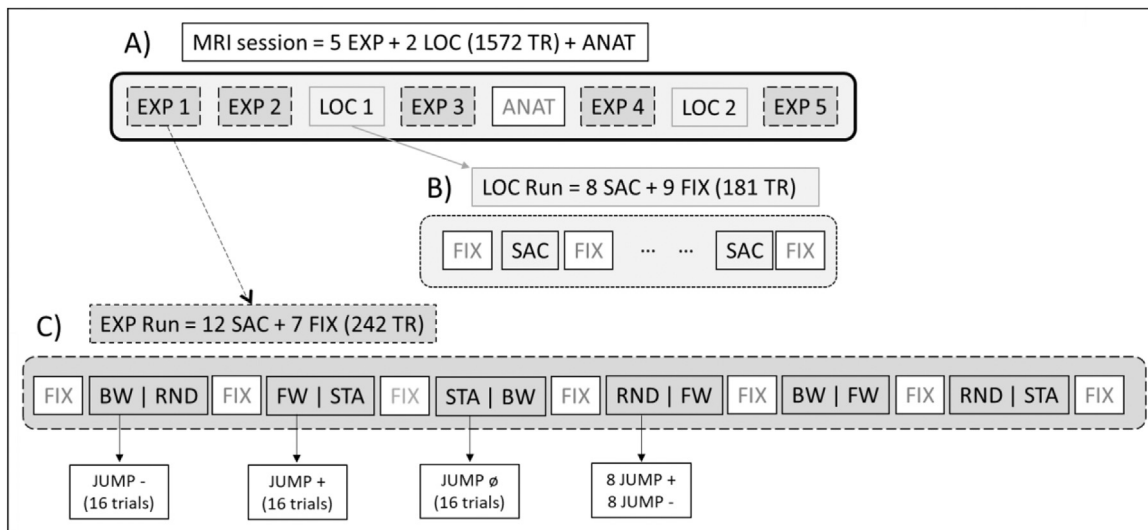 A)
MRI session = 5 EXP + 2 LOC (1572 TR) + ANAT
EXP 1 EXP 2 LOC 1 EXP 3 ANAT EXP 4 LOC 2 EXP 5
B)
LOC Run = 8 SAC + 9 FIX (181 TR)
FIX SAC FIX ... ... SAC FIX
C)
EXP Run = 12 SAC + 7 FIX (242 TR)
FIX BW | RND FIX FW | STA FIX STA | BW FIX RND | FW FIX BW | FW FIX RND | STA FIX
JUMP - 
(16 trials)
JUMP +
(16 trials)
JUMP ø
(16 trials)
8 JUMP +
8 JUMP -